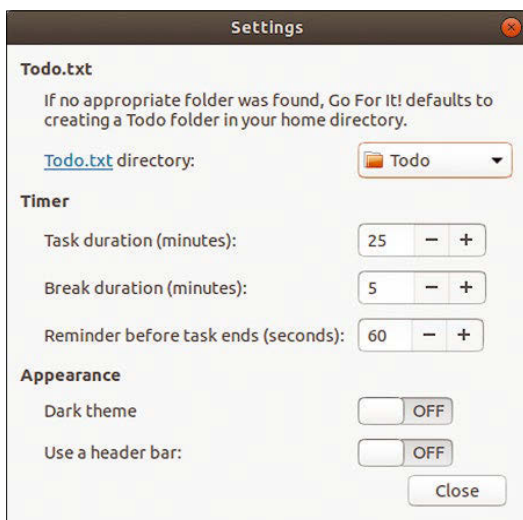 Settings
Todo.txt
If no appropriate folder was found, Go For It! defaults to
creating a Todo folder in your home directory.
Todo.txt directory: Todo
Timer
Task duration (minutes): 25 − +
Break duration (minutes): 5 − +
Reminder before task ends (seconds): 60 − +
Appearance
Dark theme OFF
Use a header bar: OFF
Close